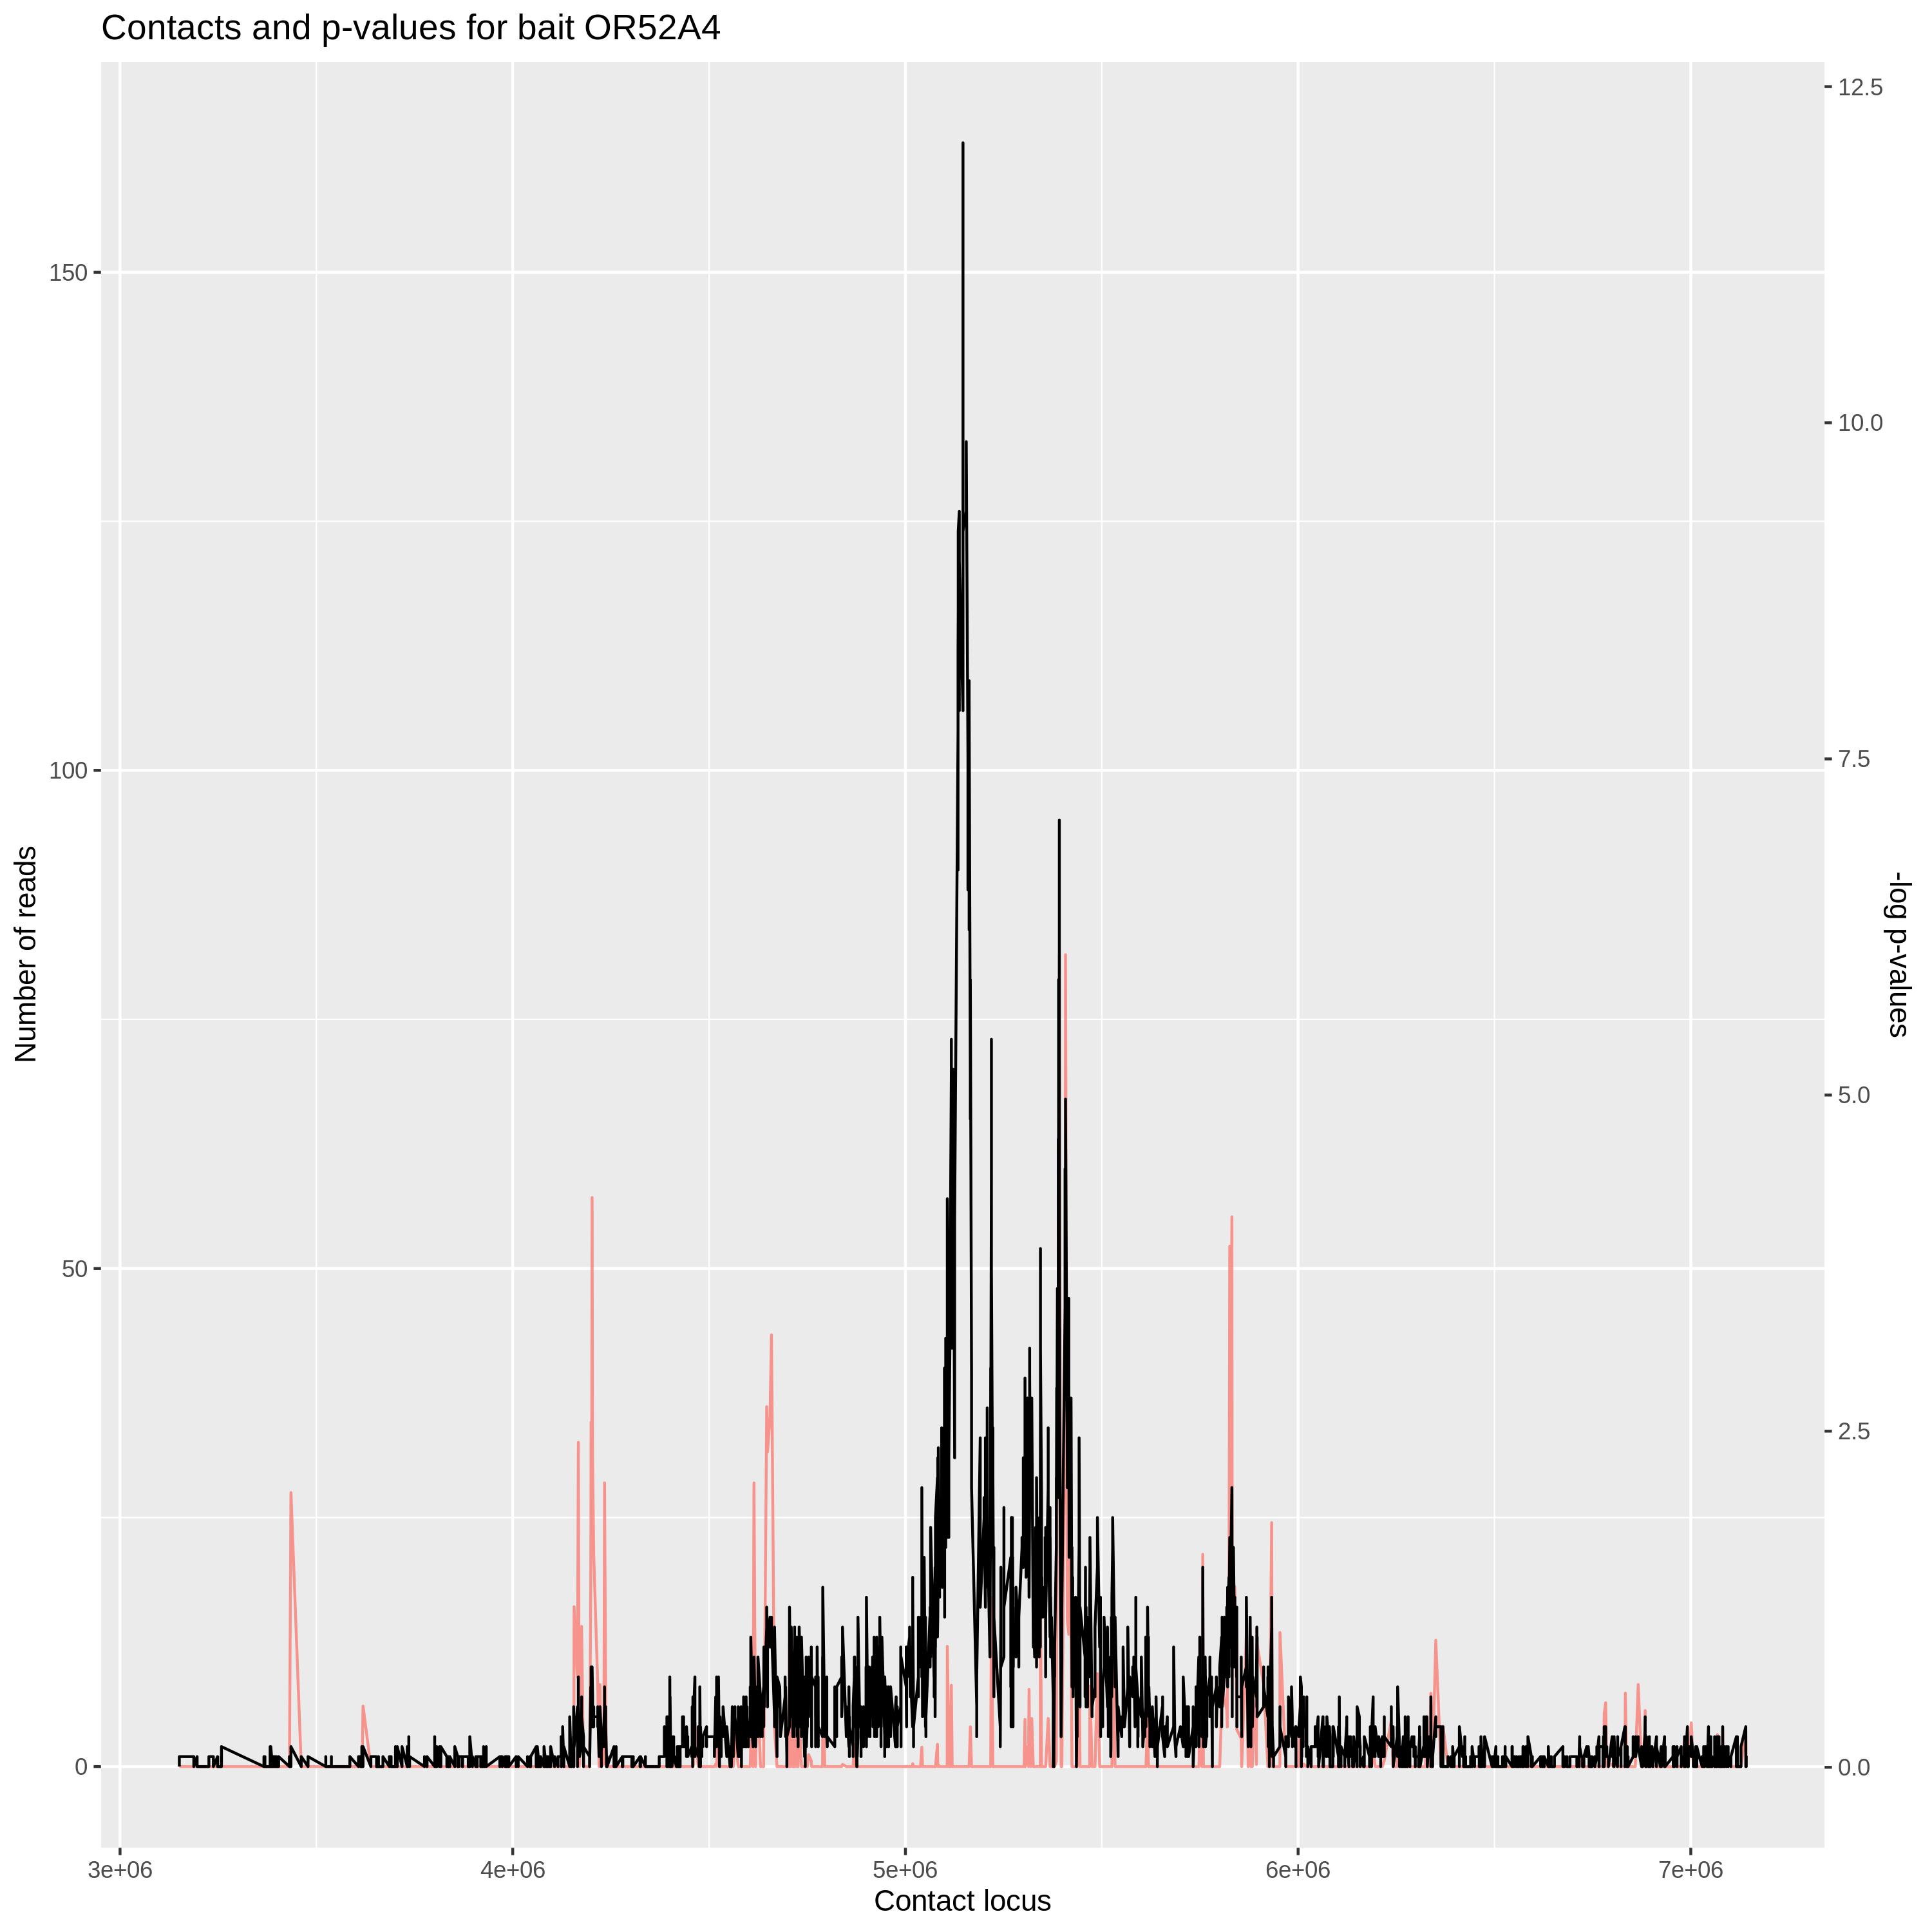 Contacts and p-values for bait OR52A4
Number of reads
150
100
50
0
12.5
10.0
7.5
5.0
2.5
0.0
-log p-values
3e+06 4e+06 5e+06 6e+06 7e+06
Contact locus